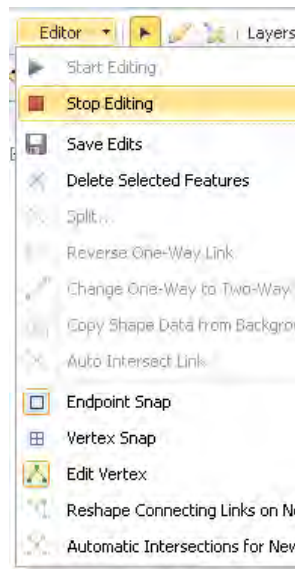 Editor
Layers
Start Editing
Stop Editing
Save Edits
Delete Selected Features
Split...
Reverse One-Way Link
Change One-Way to Two-Way
Copy Shape Data from Backgro
Auto Intersect Link
Endpoint Snap
Vertex Snap
Edit Vertex
Reshape Connecting Links on N
Automatic Intersections for New